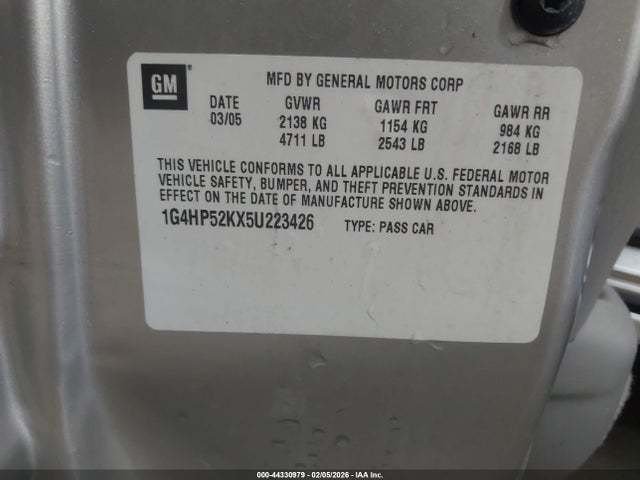 GM
MFD BY GENERAL MOTORS CORP
DATE GVWR GAWR FRT GAWR RR
03/05 2138 KG 1154 KG 984 KG
4711 LB 2543 LB 2168 LB
THIS VEHICLE CONFORMS TO ALL APPLICABLE U.S. FEDERAL MOTOR
VEHICLE SAFETY, BUMPER, AND THEFT PREVENTION STANDARDS IN
EFFECT ON THE DATE OF MANUFACTURE SHOWN ABOVE.
1G4HP52KX5U223426 TYPE: PASS CAR
000-44330979 - 02/05/2026 - IAA Inc.